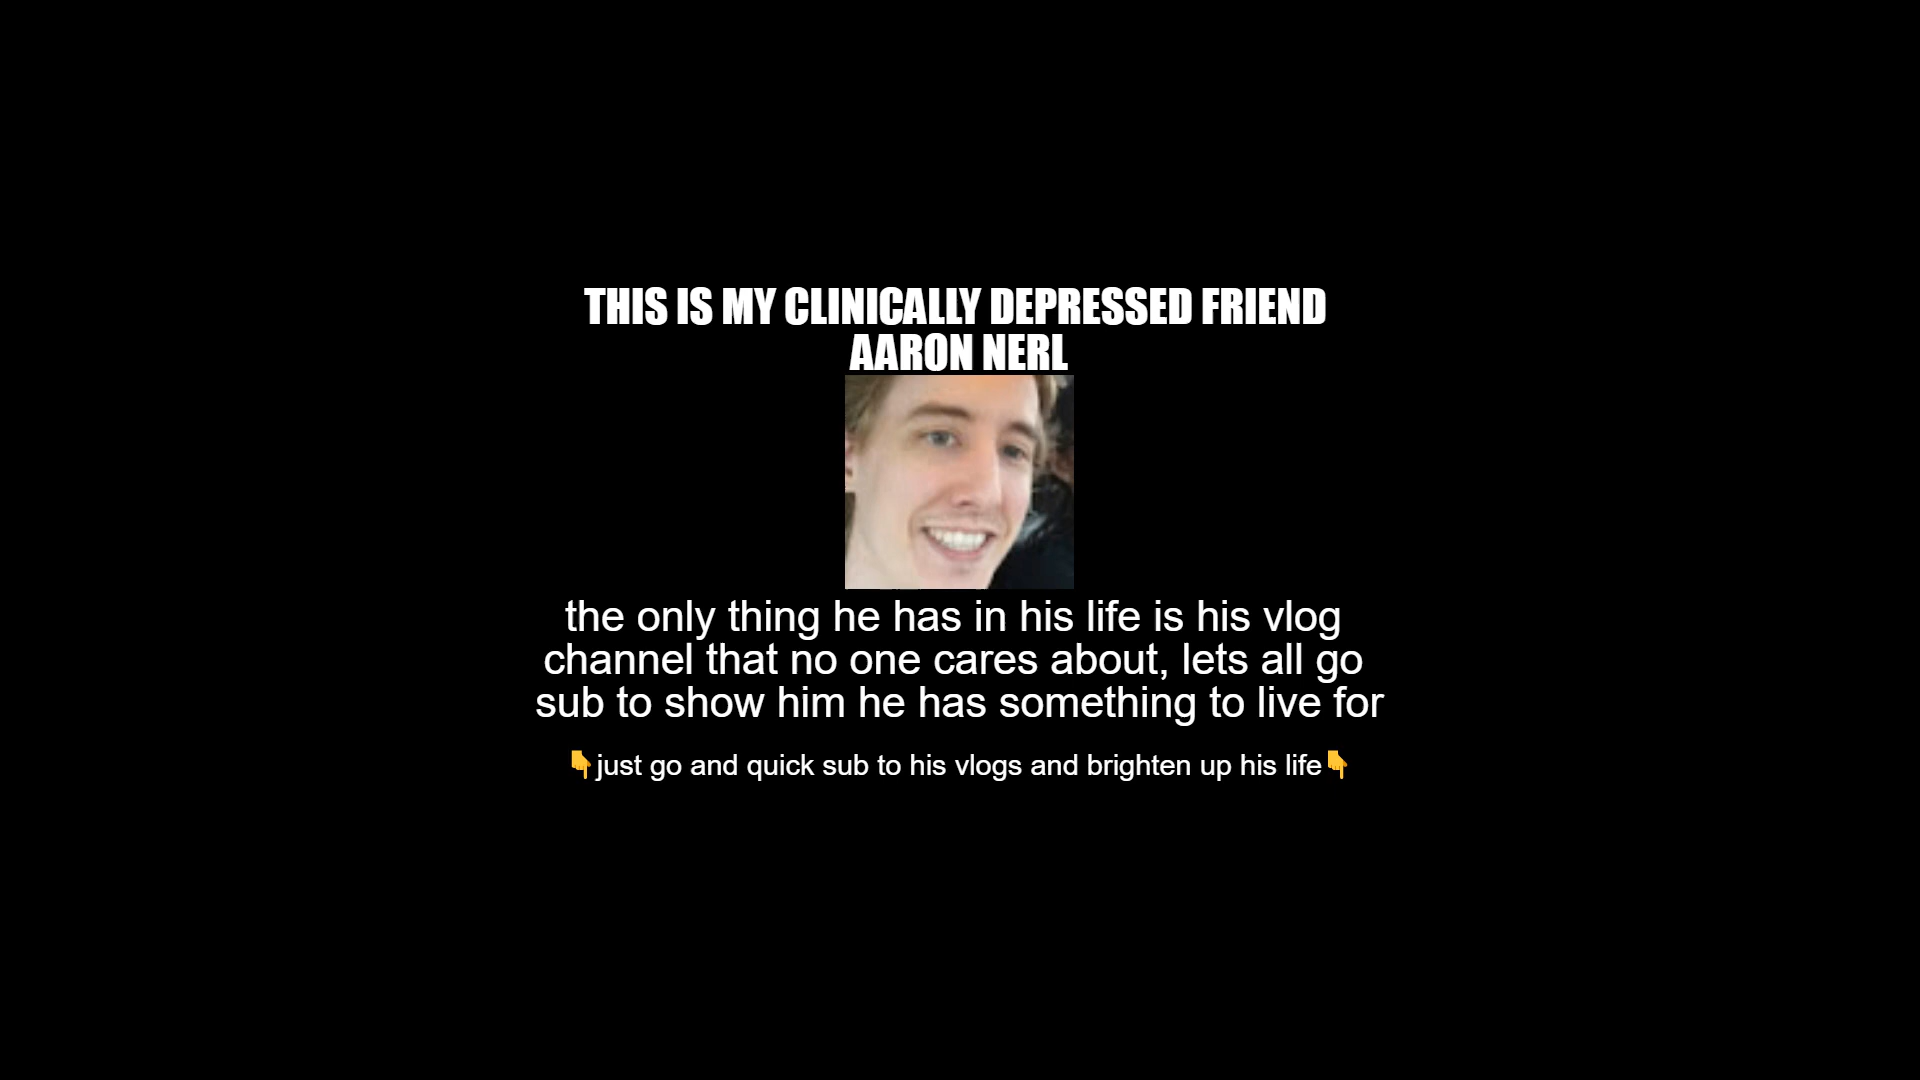 THIS IS MY CLINICALLY DEPRESSED FRIEND
AARON NERL
the only thing he has in his life is his vlog
channel that no one cares about, lets all go
sub to show him he has something to live for
👇just go and quick sub to his vlogs and brighten up his life👇